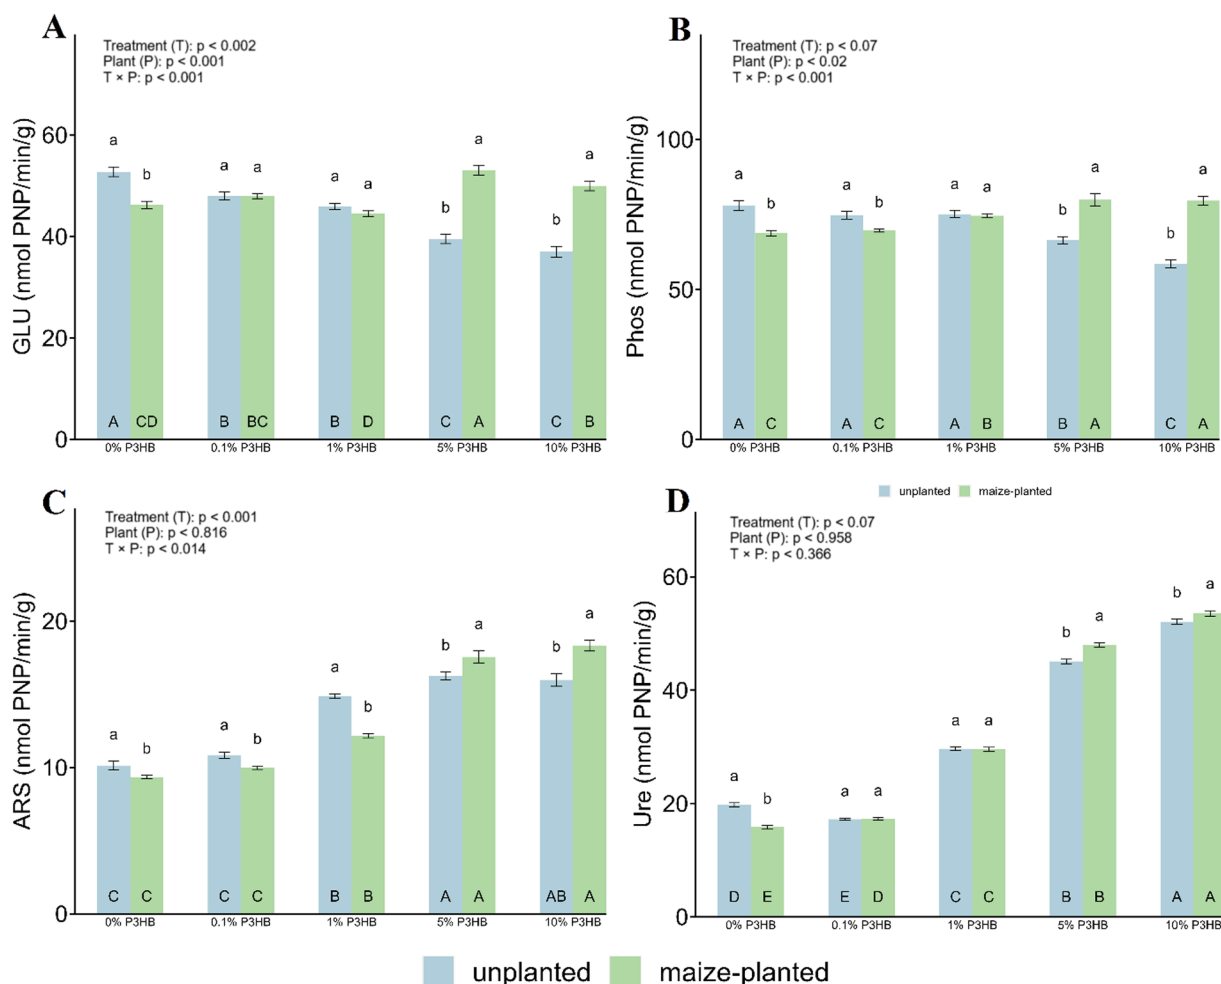 A
Treatment (T): p < 0.002
Plant (P): p < 0.001
T × P: p < 0.001
GLU (nmol PNP/min/g)
60
40
20
0
a
b
a
a
a
a
b
a
b
a
A
CD
B
BC
B
D
C
A
C
B
0% P3HB
0.1% P3HB
1% P3HB
5% P3HB
10% P3HB
B
Treatment (T): p < 0.07
Plant (P): p < 0.02
T × P: p < 0.001
Phos (nmol PNP/min/g)
100
50
0
a
b
a
b
a
a
b
a
b
a
A
C
A
C
A
B
B
A
C
A
0% P3HB
0.1% P3HB
1% P3HB
5% P3HB
10% P3HB
unplanted
maize-planted
C
Treatment (T): p < 0.001
Plant (P): p < 0.816
T × P: p < 0.014
ARS (nmol PNP/min/g)
20
10
0
a
b
a
b
a
b
b
a
b
a
C
C
C
C
B
B
A
A
AB
A
0% P3HB
0.1% P3HB
1% P3HB
5% P3HB
10% P3HB
D
Treatment (T): p < 0.07
Plant (P): p < 0.958
T × P: p < 0.366
Ure (nmol PNP/min/g)
60
40
20
0
a
b
a
a
a
a
b
a
b
a
D
E
E
D
C
C
B
B
A
A
0% P3HB
0.1% P3HB
1% P3HB
5% P3HB
10% P3HB
unplanted
maize-planted